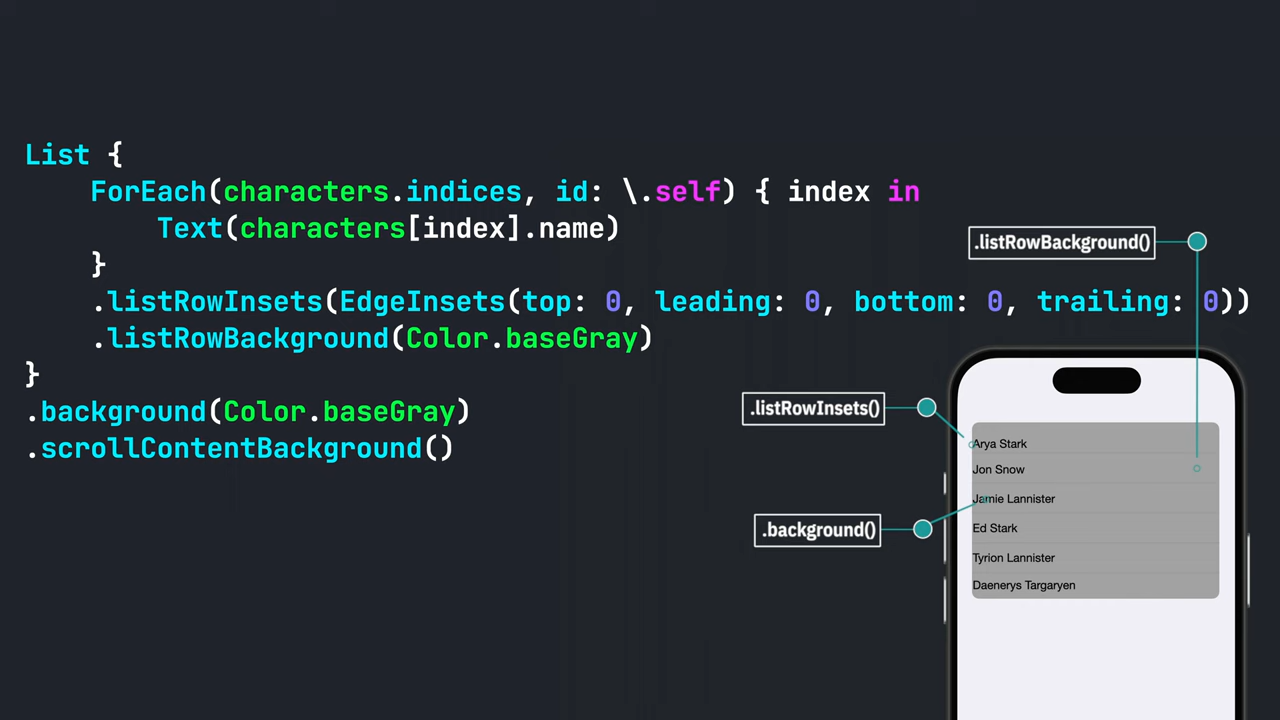 List {
    ForEach(characters.indices, id: \.self) { index in
        Text(characters[index].name)
    }
    .listRowInsets(EdgeInsets(top: 0, leading: 0, bottom: 0, trailing: 0))
    .listRowBackground(Color.baseGray)
}
.background(Color.baseGray)
.scrollContentBackground()
.listRowBackground()
.listRowInsets()
.background()
Arya Stark
Jon Snow
Jamie Lannister
Ed Stark
Tyrion Lannister
Daenerys Targaryen